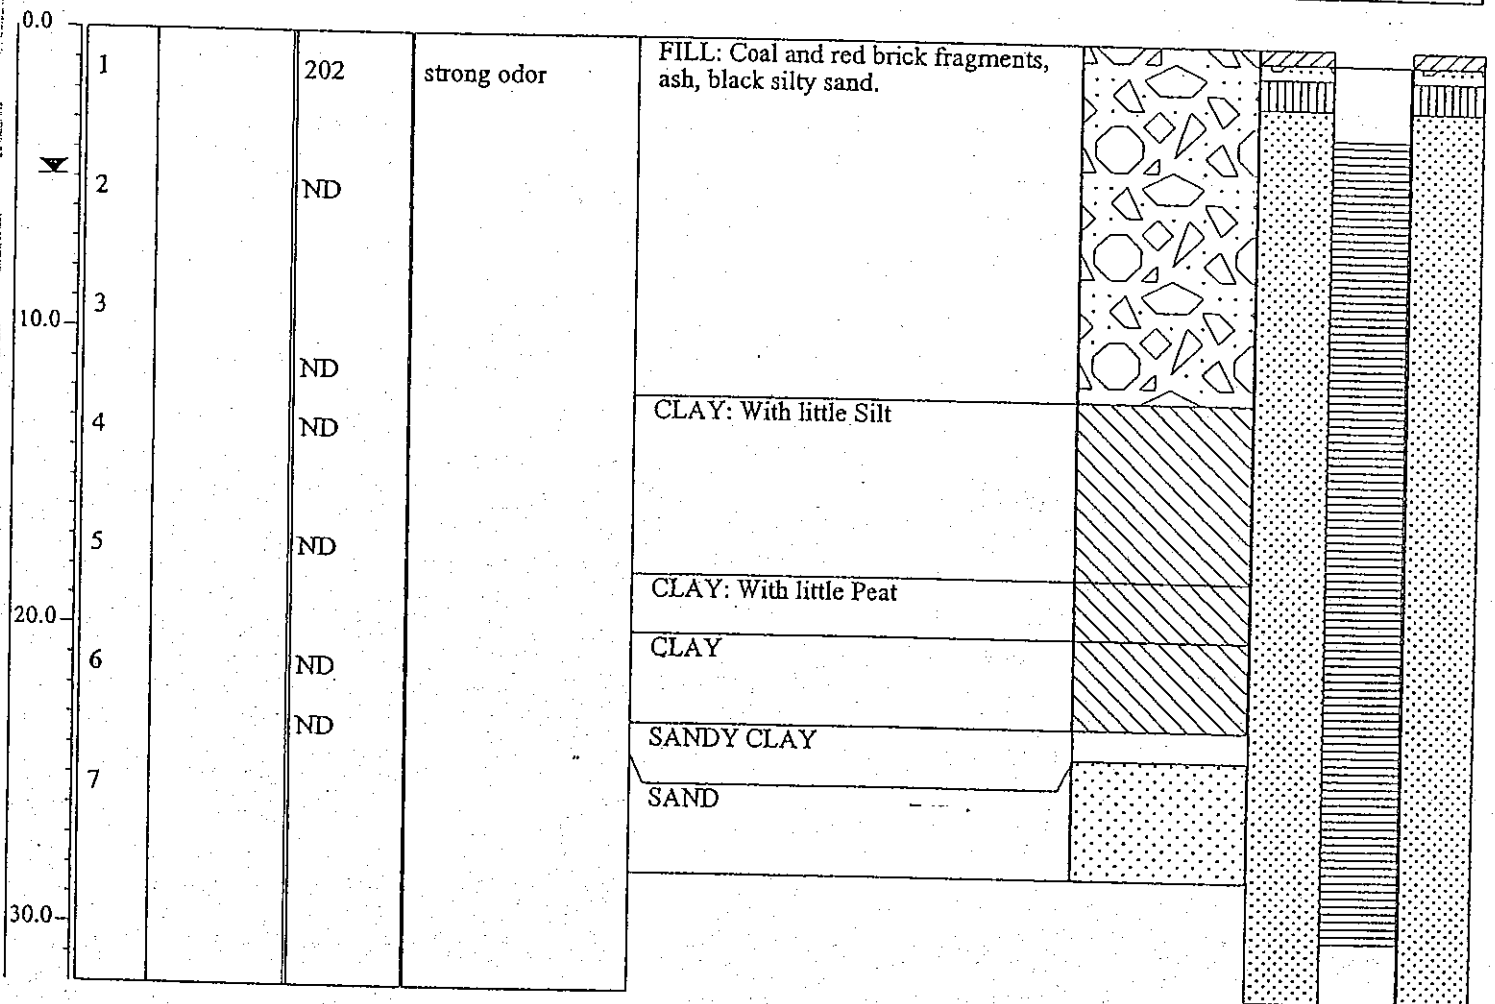 0.0
1
202
strong odor
FILL: Coal and red brick fragments,
ash, black silty sand.
2
ND
3
10.0
ND
CLAY: With little Silt
4
ND
5
ND
CLAY: With little Peat
20.0
CLAY
6
ND
ND
SANDY CLAY
7
SAND
30.0